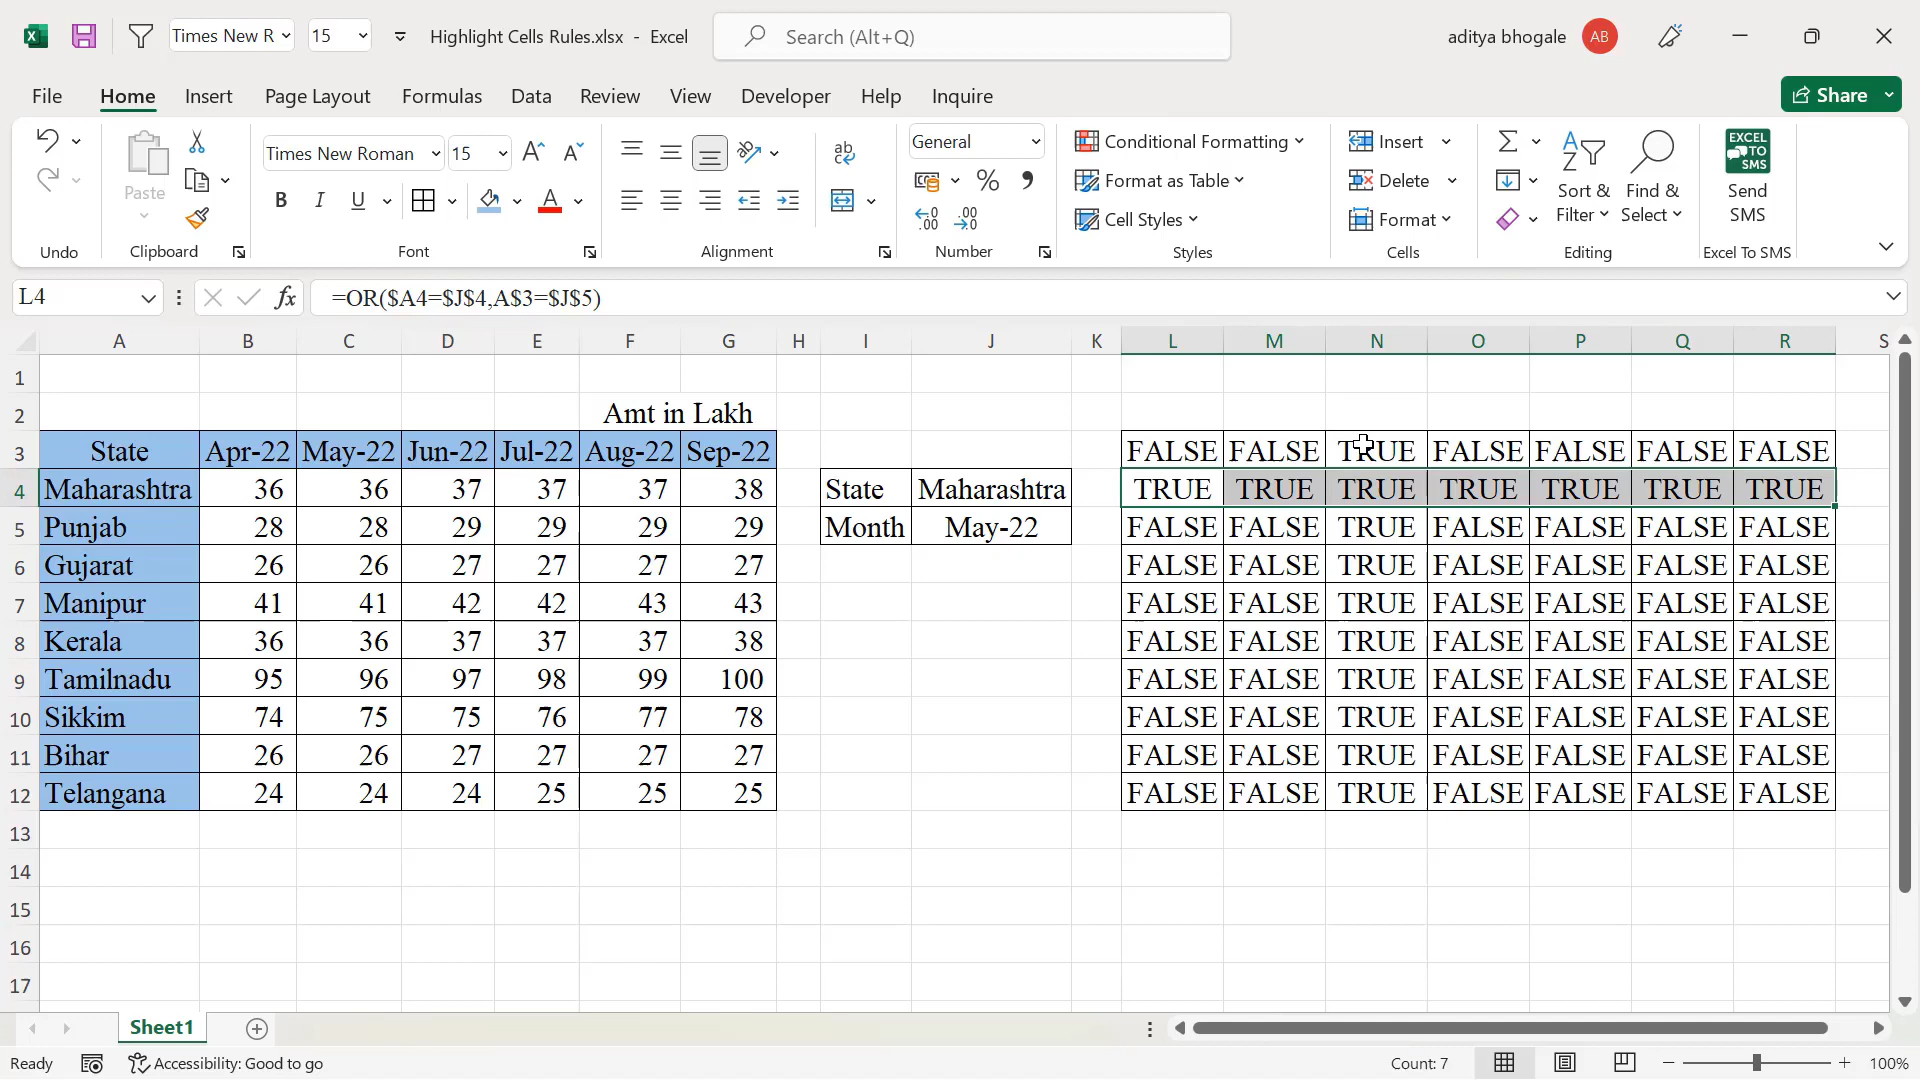 Times New R 15 Highlight Cells Rules.xlsx - Excel Search (Alt+Q) aditya bhogale AB
File Home Insert Page Layout Formulas Data Review View Developer Help Inquire Share
Times New Roman 15 A A ab General Conditional Formatting Insert EXCEL TO SMS
Paste B I U A % Format as Table Delete Sort & Filter Find & Select Send SMS
Cell Styles Format
Undo Clipboard Font Alignment Number Styles Cells Editing Excel To SMS
L4 fx =OR($A4=$J$4,A$3=$J$5)
A B C D E F G H I J K L M N O P Q R S
1
2 Amt in Lakh
3 State Apr-22 May-22 Jun-22 Jul-22 Aug-22 Sep-22 FALSE FALSE TRUE FALSE FALSE FALSE FALSE
4 Maharashtra 36 36 37 37 37 38 State Maharashtra TRUE TRUE TRUE TRUE TRUE TRUE TRUE
5 Punjab 28 28 29 29 29 29 Month May-22 FALSE FALSE TRUE FALSE FALSE FALSE FALSE
6 Gujarat 26 26 27 27 27 27 FALSE FALSE TRUE FALSE FALSE FALSE FALSE
7 Manipur 41 41 42 42 43 43 FALSE FALSE TRUE FALSE FALSE FALSE FALSE
8 Kerala 36 36 37 37 37 38 FALSE FALSE TRUE FALSE FALSE FALSE FALSE
9 Tamilnadu 95 96 97 98 99 100 FALSE FALSE TRUE FALSE FALSE FALSE FALSE
10 Sikkim 74 75 75 76 77 78 FALSE FALSE TRUE FALSE FALSE FALSE FALSE
11 Bihar 26 26 27 27 27 27 FALSE FALSE TRUE FALSE FALSE FALSE FALSE
12 Telangana 24 24 24 25 25 25 FALSE FALSE TRUE FALSE FALSE FALSE FALSE
13
14
15
16
17
Sheet1
Ready Accessibility: Good to go Count: 7 100%